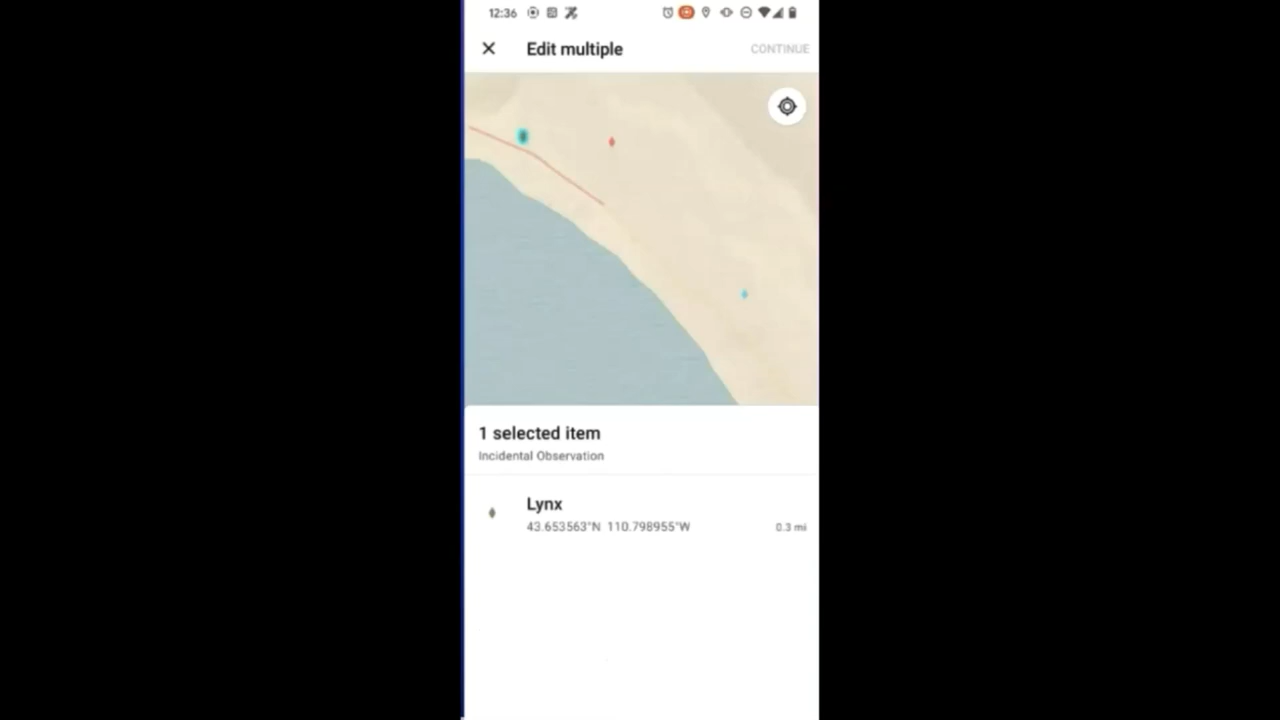 12:36
Edit multiple
CONTINUE
1 selected item
Incidental Observation
Lynx
43.653563°N 110.798955°W
0.3 mi